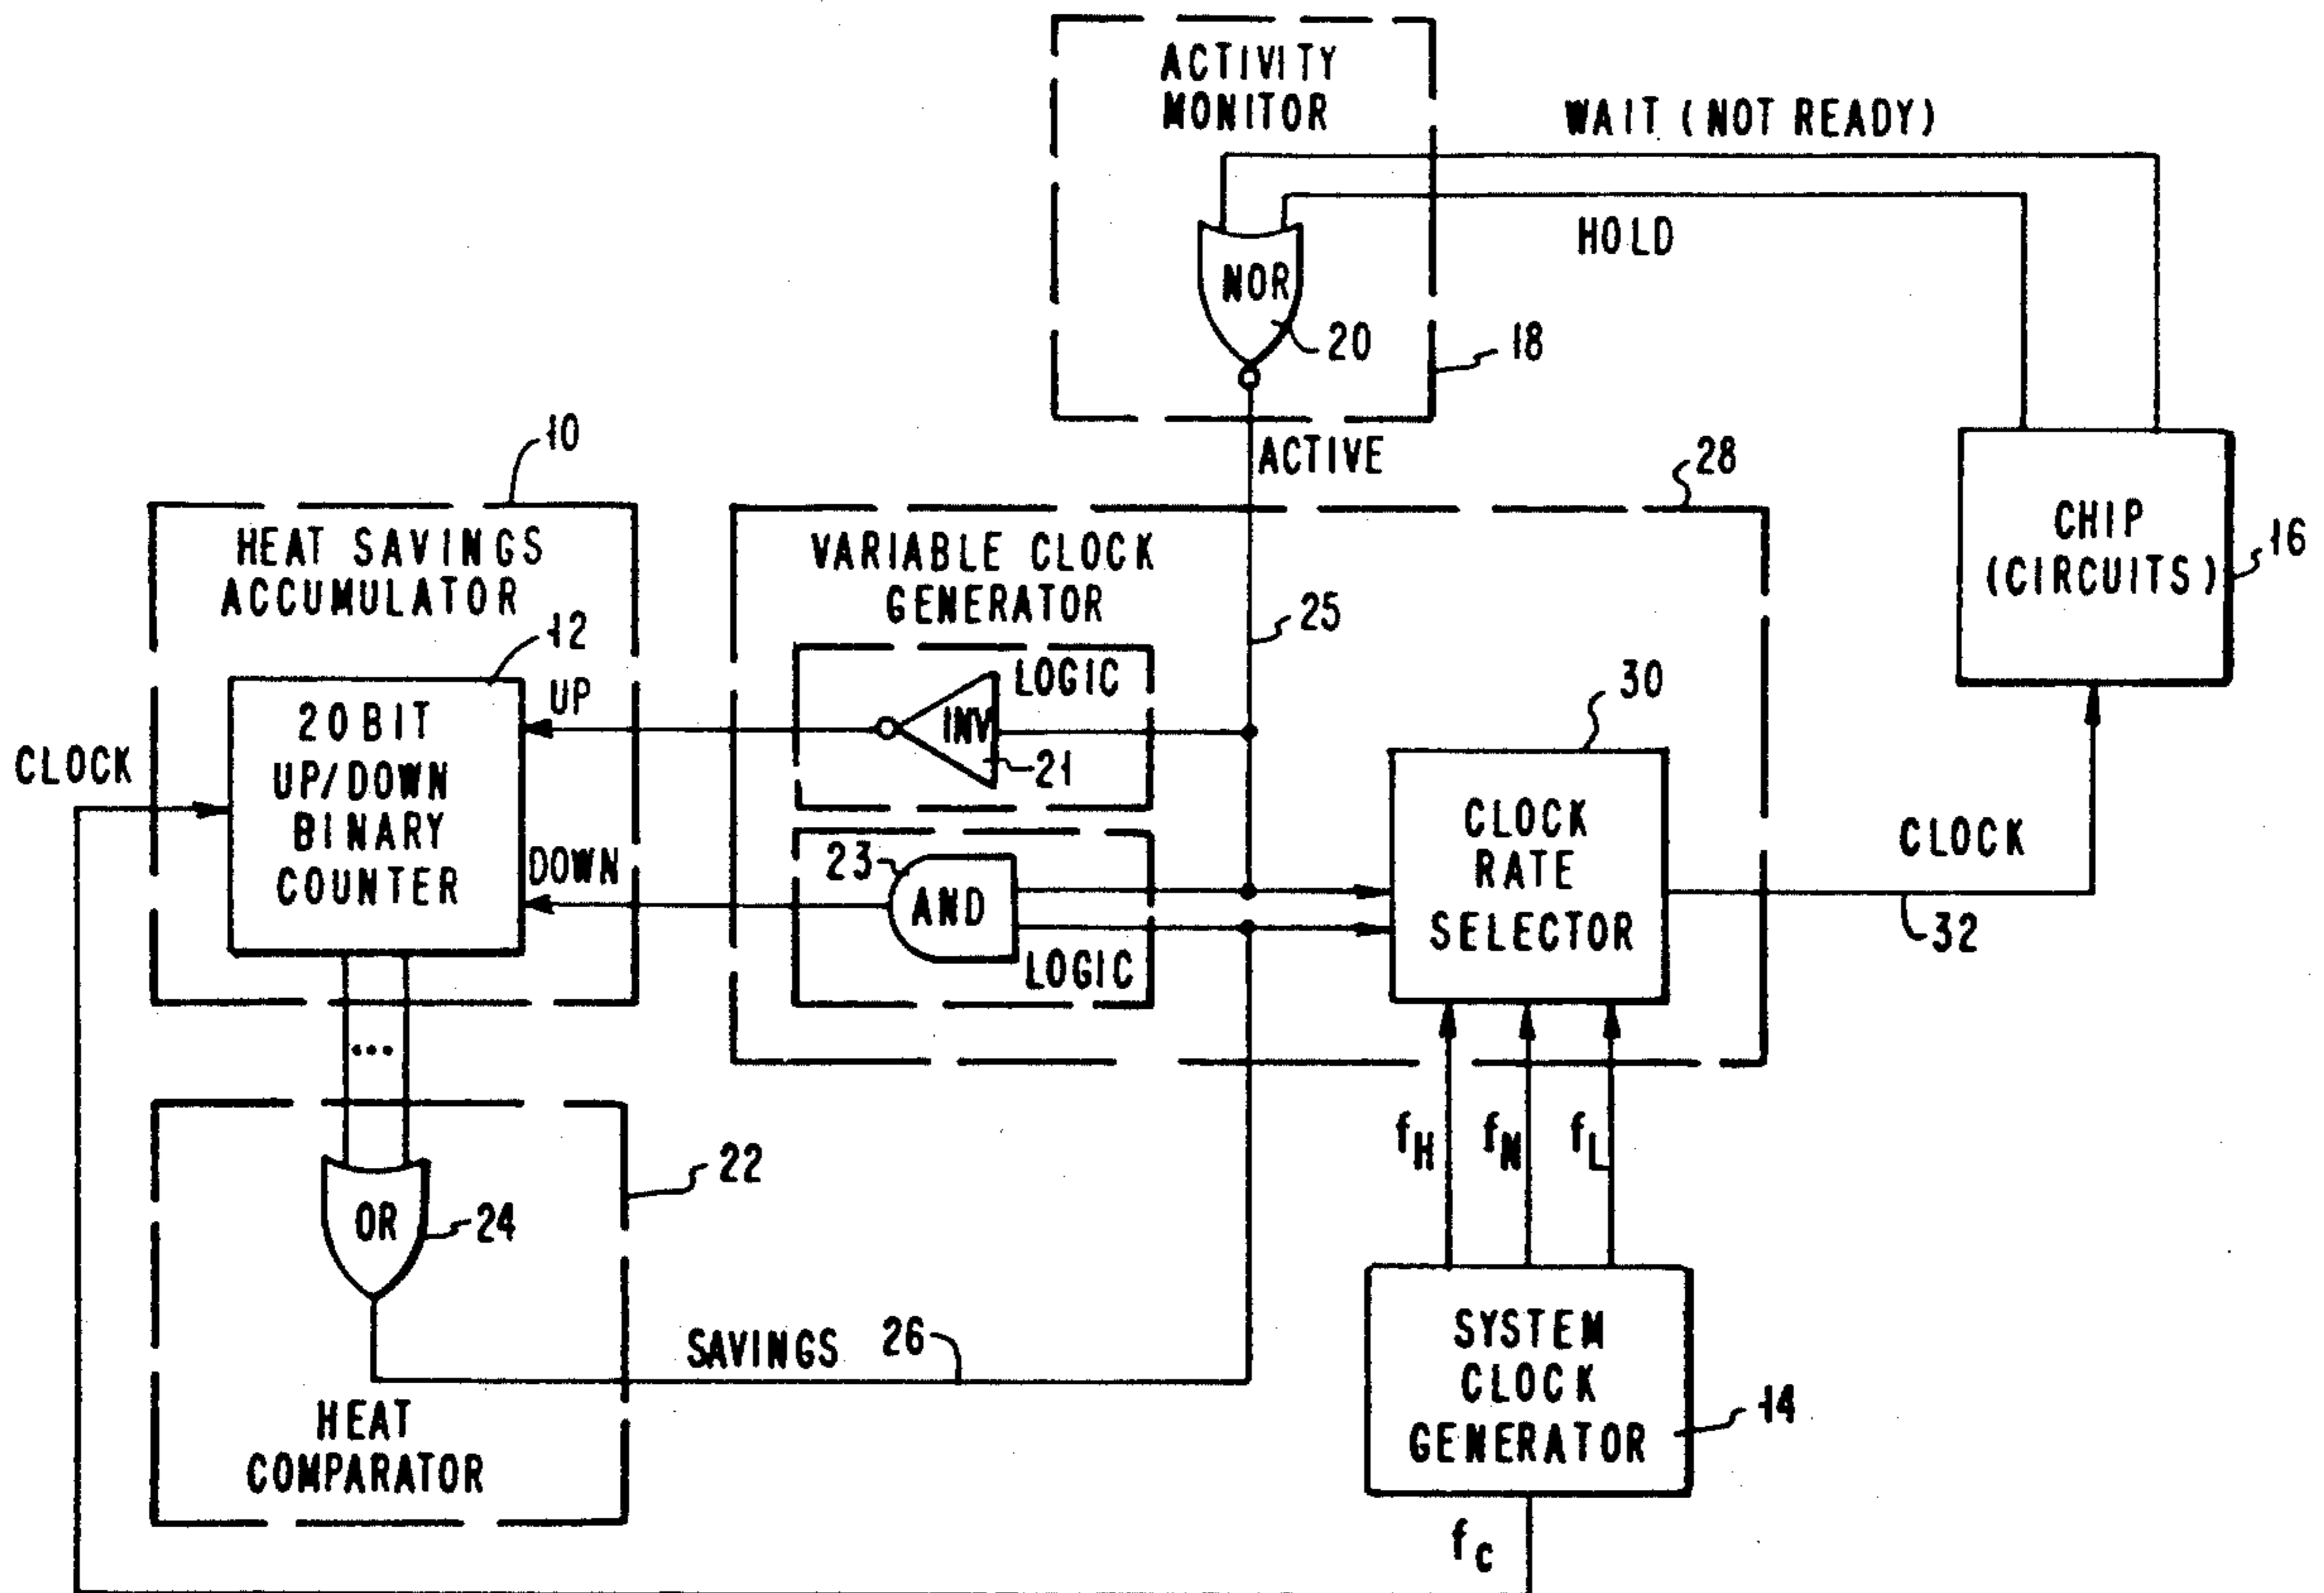 ACTIVITY
MONITOR
WAIT (NOT READY)
HOLD
NOR
20
18
ACTIVE
10
28
HEAT SAVINGS
ACCUMULATOR
VARIABLE CLOCK
GENERATOR
CHIP
(CIRCUITS)
16
25
12
UP
LOGIC
INV
21
30
CLOCK
20 BIT
UP/DOWN
BINARY
COUNTER
DOWN
23
AND
LOGIC
CLOCK
RATE
SELECTOR
CLOCK
32
fH
fN
fL
22
OR
24
SAVINGS
26
HEAT
COMPARATOR
SYSTEM
CLOCK
GENERATOR
14
fC